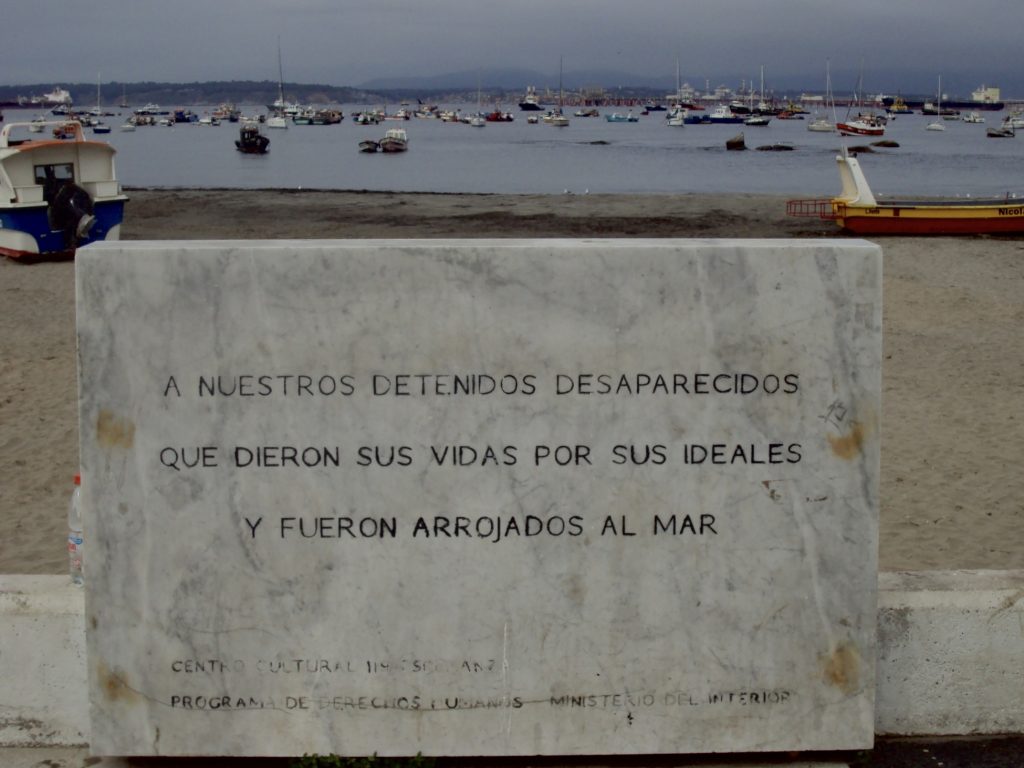 A NUESTROS DETENIDOS DESAPARECIDOS
QUE DIERON SUS VIDAS POR SUS IDEALES
Y FUERON ARROJADOS AL MAR
CENTRO CULTURAL
PROGRAMA DE DERECHOS HUMANOS MINISTERIO DEL INTERIOR